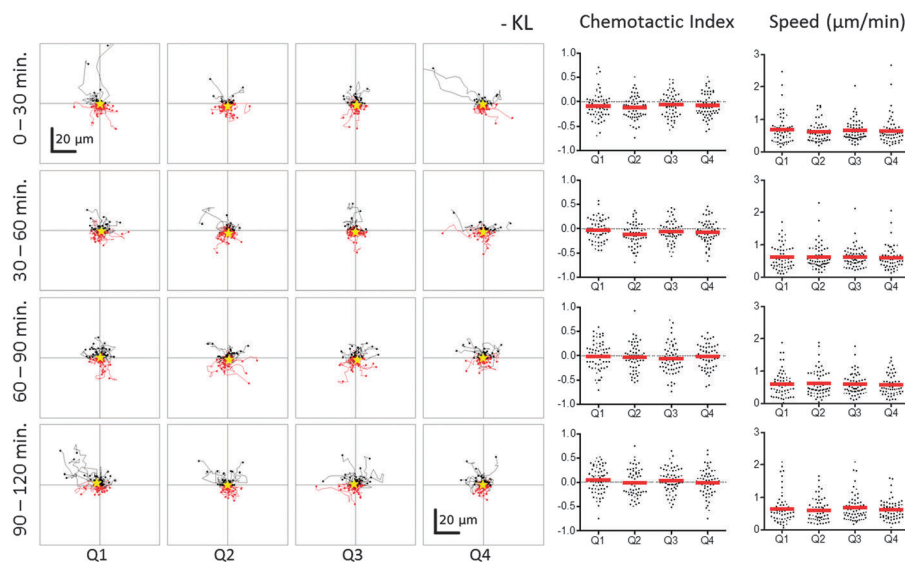 - KL Chemotactic Index Speed (µm/min)
0 – 30 min.
20 µm
1.0
0.5
0.0
-0.5
-1.0
Q1 Q2 Q3 Q4
3
2
1
0
Q1 Q2 Q3 Q4
30 – 60 min.
1.0
0.5
0.0
-0.5
-1.0
Q1 Q2 Q3 Q4
3
2
1
0
Q1 Q2 Q3 Q4
60 – 90 min.
1.0
0.5
0.0
-0.5
-1.0
Q1 Q2 Q3 Q4
3
2
1
0
Q1 Q2 Q3 Q4
90 – 120 min.
20 µm
1.0
0.5
0.0
-0.5
-1.0
Q1 Q2 Q3 Q4
3
2
1
0
Q1 Q2 Q3 Q4
Q1 Q2 Q3 Q4